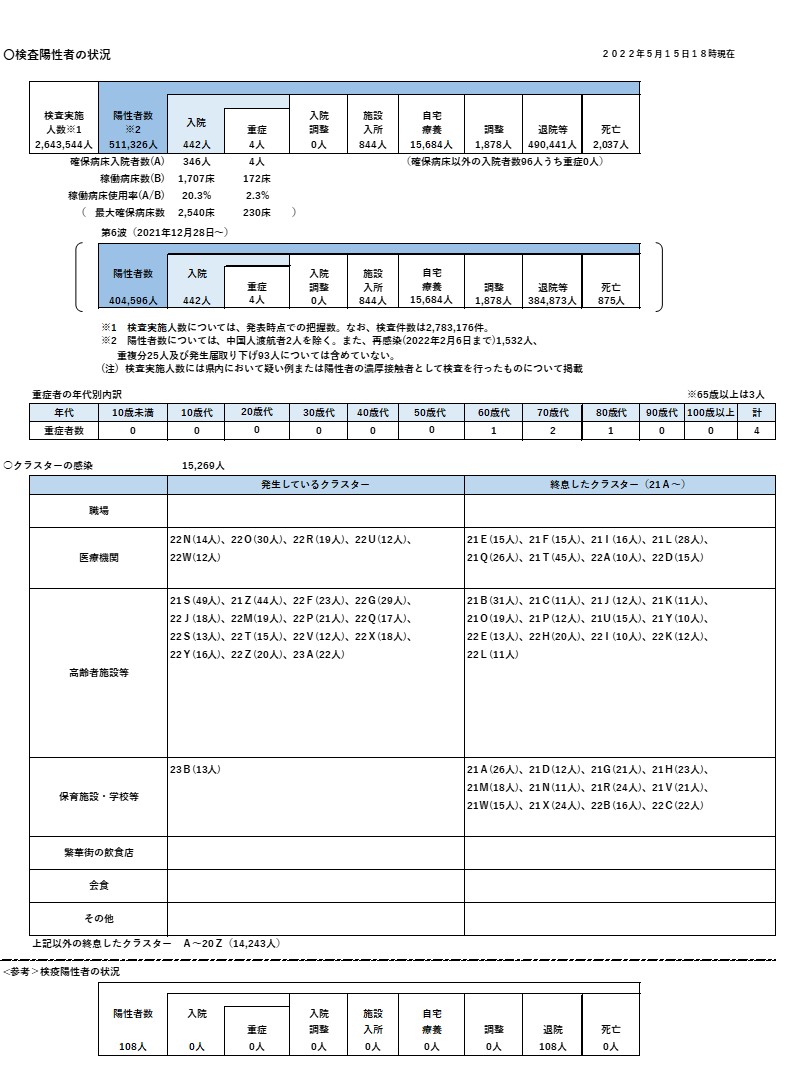 〇検査陽性者の状況
２０２２年５月１５日１８時現在
検査実施人数※1 陽性者数※2 入院 重症 入院調整 施設入所 自宅療養 調整 退院等 死亡
2,643,544人 511,326人 442人 4人 0人 844人 15,684人 1,878人 490,441人 2,037人
確保病床入院者数(A) 346人 4人 （確保病床以外の入院者数96人うち重症0人）
稼働病床数(B) 1,707床 172床
稼働病床使用率(A/B) 20.3% 2.3%
（ 最大確保病床数 2,540床 230床 ）
第6波（2021年12月28日～）
陽性者数 入院 重症 入院調整 施設入所 自宅療養 調整 退院等 死亡
404,596人 442人 4人 0人 844人 15,684人 1,878人 384,873人 875人
※1 検査実施人数については、発表時点での把握数。なお、検査件数は2,783,176件。
※2 陽性者数については、中国人渡航者2人を除く。また、再感染(2022年2月6日まで)1,532人、
重複分25人及び発生届取り下げ93人については含めていない。
(注) 検査実施人数には県内において疑い例または陽性者の濃厚接触者として検査を行ったものについて掲載
重症者の年代別内訳 ※65歳以上は3人
年代 10歳未満 10歳代 20歳代 30歳代 40歳代 50歳代 60歳代 70歳代 80歳代 90歳代 100歳以上 計
重症者数 0 0 0 0 0 0 1 2 1 0 0 4
〇クラスターの感染 15,269人
発生しているクラスター 終息したクラスター（21Ａ～）
職場
医療機関
22Ｎ(14人)、22Ｏ(30人)、22Ｒ(19人)、22Ｕ(12人)、
22Ｗ(12人)
21Ｅ(15人)、21Ｆ(15人)、21Ｉ(16人)、21Ｌ(28人)、
21Ｑ(26人)、21Ｔ(45人)、22Ａ(10人)、22Ｄ(15人)
高齢者施設等
21Ｓ(49人)、21Ｚ(44人)、22Ｆ(23人)、22Ｇ(29人)、
22Ｊ(18人)、22Ｍ(19人)、22Ｐ(21人)、22Ｑ(17人)、
22Ｓ(13人)、22Ｔ(15人)、22Ｖ(12人)、22Ｘ(18人)、
22Ｙ(16人)、22Ｚ(20人)、23Ａ(22人)
21Ｂ(31人)、21Ｃ(11人)、21Ｊ(12人)、21Ｋ(11人)、
21Ｏ(19人)、21Ｐ(12人)、21Ｕ(15人)、21Ｙ(10人)、
22Ｅ(13人)、22Ｈ(20人)、22Ｉ(10人)、22Ｋ(12人)、
22Ｌ(11人)
保育施設・学校等
23Ｂ(13人)
21Ａ(26人)、21Ｄ(12人)、21Ｇ(21人)、21Ｈ(23人)、
21Ｍ(18人)、21Ｎ(11人)、21Ｒ(24人)、21Ｖ(21人)、
21Ｗ(15人)、21Ｘ(24人)、22Ｂ(16人)、22Ｃ(22人)
繁華街の飲食店
会食
その他
上記以外の終息したクラスター Ａ～20Ｚ（14,243人）
<参考＞検疫陽性者の状況
陽性者数 入院 重症 入院調整 施設入所 自宅療養 調整 退院 死亡
108人 0人 0人 0人 0人 0人 0人 108人 0人